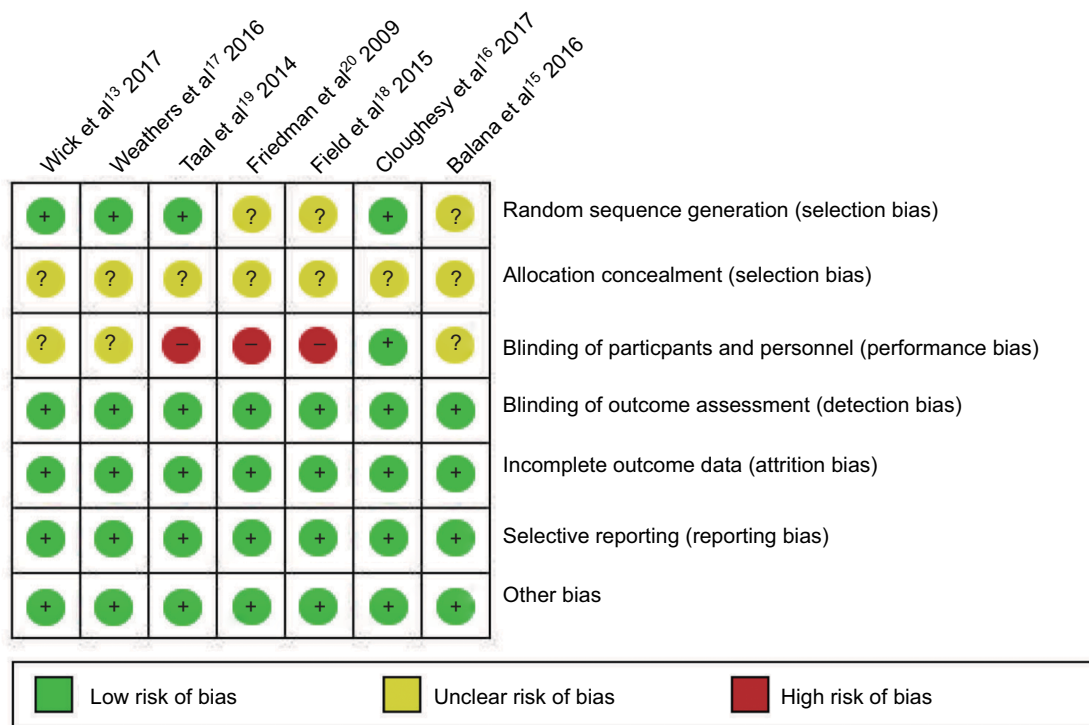 Wick et al13 2017
Weathers et al17 2016
Taal et al19 2014
Friedman et al20 2009
Field et al18 2015
Cloughesy et al16 2017
Balana et al15 2016
+ + + ? ? + ? Random sequence generation (selection bias)
? ? ? ? ? ? ? Allocation concealment (selection bias)
? ? – – – + ? Blinding of particpants and personnel (performance bias)
+ + + + + + + Blinding of outcome assessment (detection bias)
+ + + + + + + Incomplete outcome data (attrition bias)
+ + + + + + + Selective reporting (reporting bias)
+ + + + + + + Other bias
Low risk of bias Unclear risk of bias High risk of bias